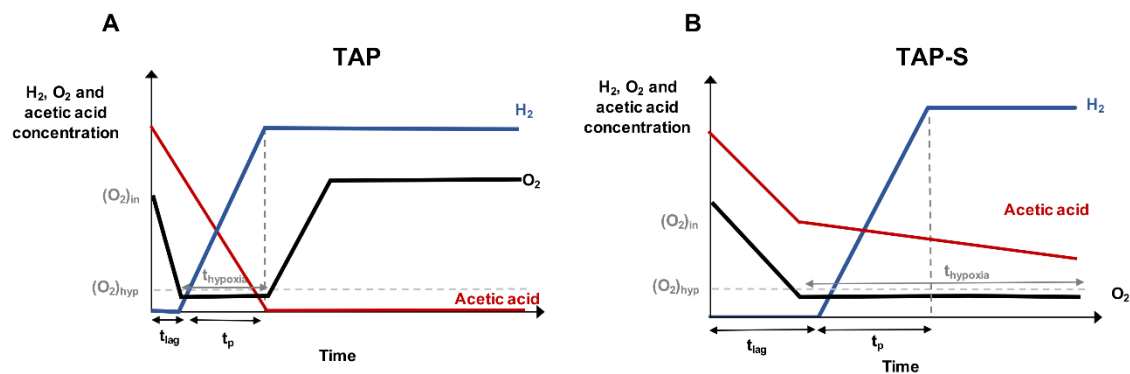 A
TAP
H2, O2 and
acetic acid
concentration
H2
(O2)in
O2
thypoxia
(O2)hyp
Acetic acid
tlag
tp
Time
B
TAP-S
H2, O2 and
acetic acid
concentration
H2
Acetic acid
(O2)in
thypoxia
(O2)hyp
O2
tlag
tp
Time